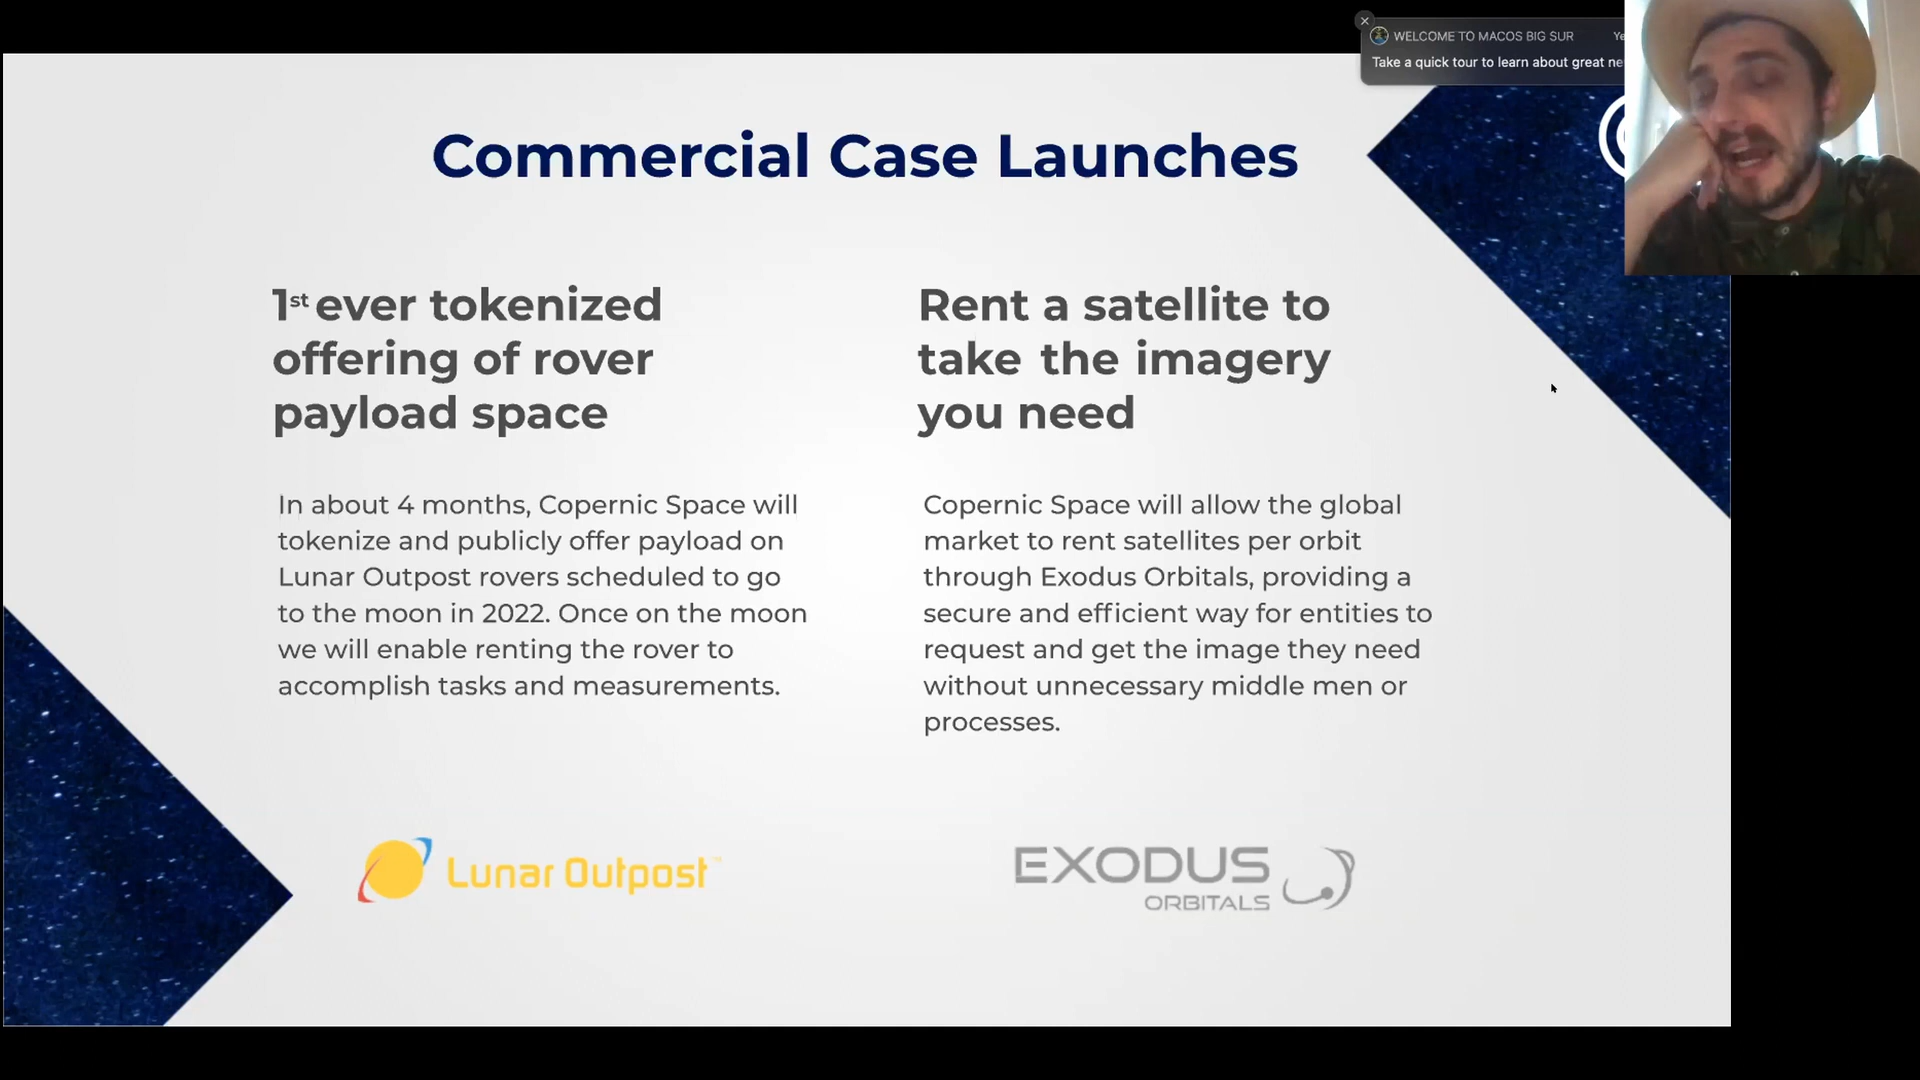 WELCOME TO MACOS BIG SUR
Take a quick tour to learn about great
Commercial Case Launches
1st ever tokenized
offering of rover
payload space
In about 4 months, Copernic Space will
tokenize and publicly offer payload on
Lunar Outpost rovers scheduled to go
to the moon in 2022. Once on the moon
we will enable renting the rover to
accomplish tasks and measurements.
Lunar Outpost™
Rent a satellite to
take the imagery
you need
Copernic Space will allow the global
market to rent satellites per orbit
through Exodus Orbitals, providing a
secure and efficient way for entities to
request and get the image they need
without unnecessary middle men or
processes.
EXODUS
ORBITALS